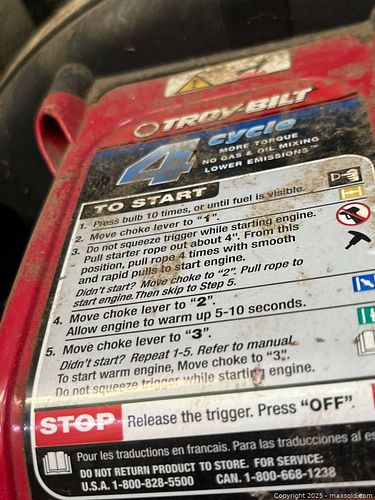 TROY-BILT
4 cycle
MORE TORQUE
NO GAS & OIL MIXING
LOWER EMISSIONS™
TO START
1. Press bulb 10 times, or until fuel is visible.
2. Move choke lever to "1".
3. Do not squeeze trigger while starting engine.
Pull starter rope out about 4". From this
position, pull rope 4 times with smooth
and rapid pulls to start engine.
Didn't start? Move choke to "2". Pull rope to
start engine. Then skip to Step 5.
4. Move choke lever to "2".
Allow engine to warm up 5-10 seconds.
5. Move choke lever to "3".
Didn't start? Repeat 1-5. Refer to manual.
To start warm engine, Move choke to "3".
Do not squeeze trigger while starting engine.
STOP Release the trigger. Press "OFF".
Pour les traductions en francais. Para las traducciones al es
DO NOT RETURN PRODUCT TO STORE. FOR SERVICE:
U.S.A. 1-800-828-5500 CAN. 1-800-668-1238
Copyright 2025 - maxsold.com